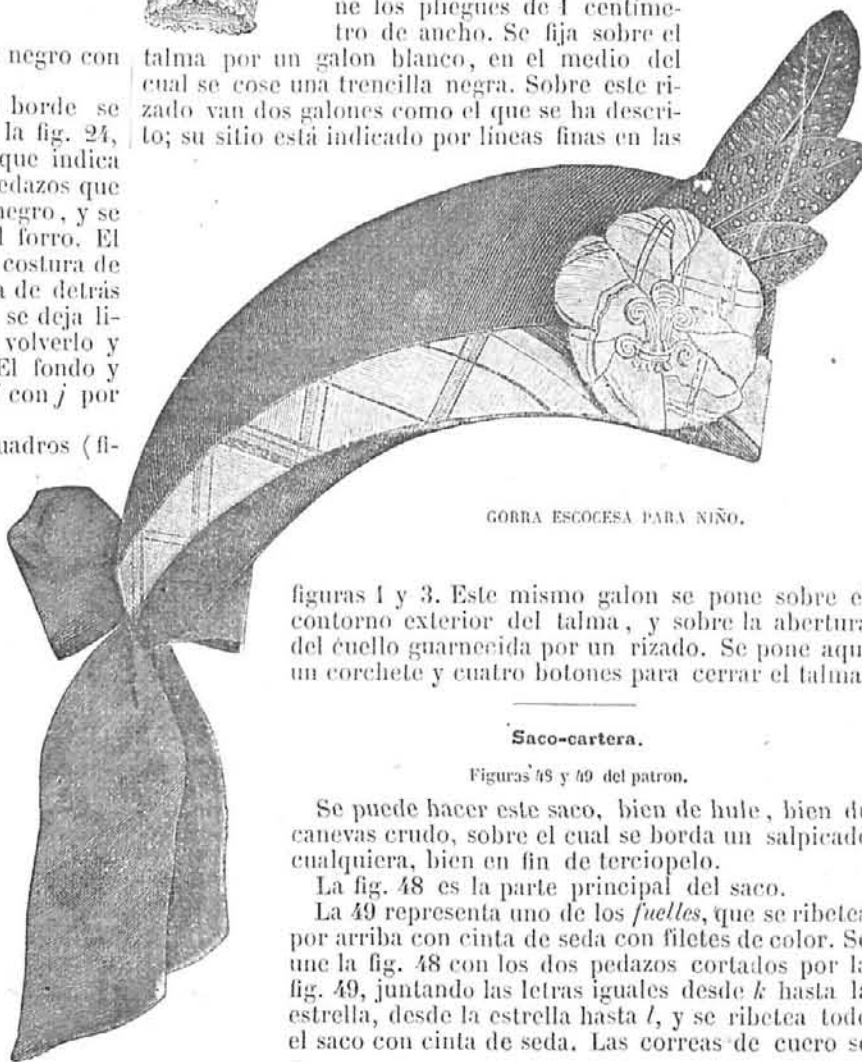 negro con
borde se
la fig. 24,
que indica
edazos que
negro, y se
l forro. El
costura de
a de detrás
se deja li-
volverlo y
El fondo y
con j por
uadros (fi-
ne los pliegues de 1 centíme-
tro de ancho. Se fija sobre el
talma por un galon blanco, en el medio del
cual se cose una trencilla negra. Sobre este ri-
zado van dos galones como el que se ha descri-
to; su sitio está indicado por líneas finas en las
GORRA ESCOCESA PARA NIÑO.
figuras 1 y 3. Este mismo galon se pone sobre e
contorno exterior del talma, y sobre la abertura
del cuello guarnecida por un rizado. Se pone aqu
un corchete y cuatro botones para cerrar el talma
Saco-cartera.
Figuras 48 y 49 del patron.
Se puede hacer este saco, bien de hule, bien de
canevas crudo, sobre el cual se borda un salpicado
cualquiera, bien en fin de terciopelo.
La fig. 48 es la parte principal del saco.
La 49 representa uno de los fuelles, que se ribetea
por arriba con cinta de seda con filetes de color. Se
une la fig. 48 con los dos pedazos cortados por la
fig. 49, juntando las letras iguales desde k hasta la
estrella, desde la estrella hasta l, y se ribetea todo
el saco con cinta de seda. Las correas de cuero se